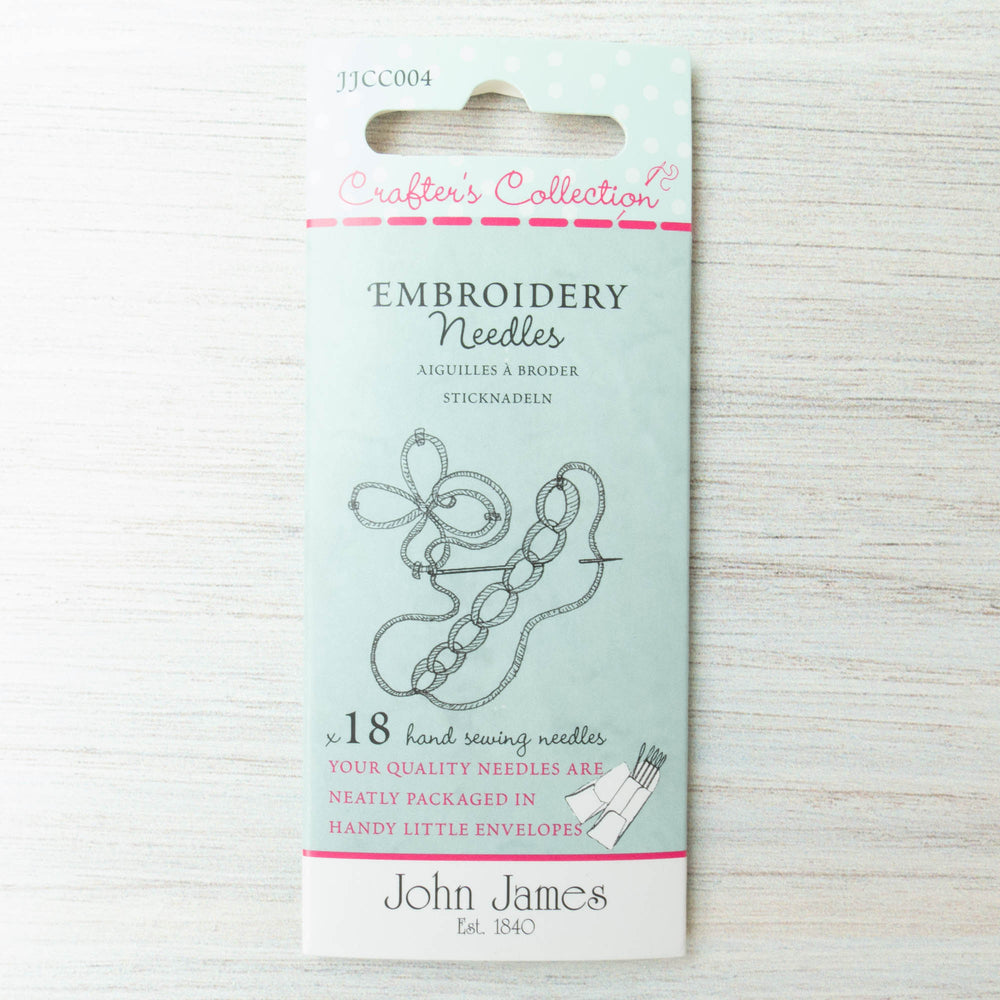 JJCC004
Crafter's Collection
EMBROIDERY
Needles
AIGUILLES À BRODER
STICKNADELN
x 18 hand sewing needles
YOUR QUALITY NEEDLES ARE
NEATLY PACKAGED IN
HANDY LITTLE ENVELOPES
John James
Est. 1840